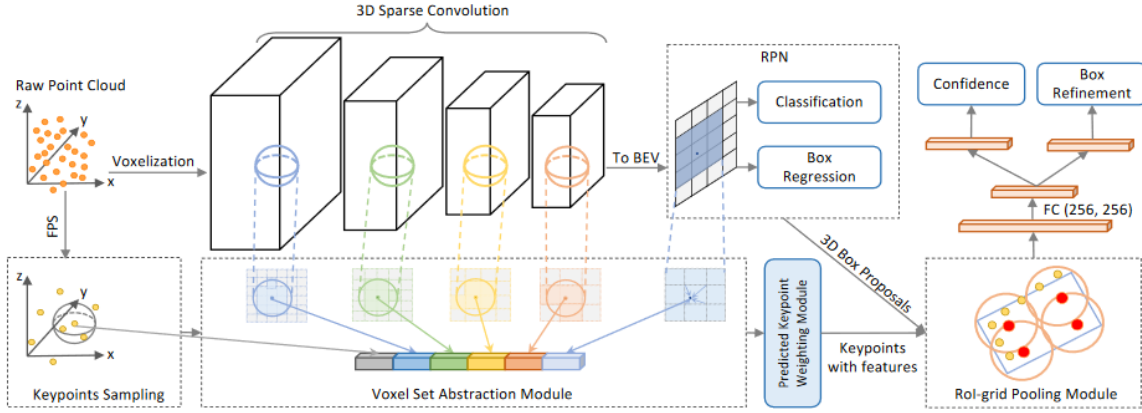 3D Sparse Convolution
Raw Point Cloud
z
y
x
Voxelization
FPS
To BEV
RPN
Classification
Box
Regression
Confidence
Box
Refinement
FC (256, 256)
3D Box Proposals
z
y
x
Keypoints Sampling
Voxel Set Abstraction Module
Predicted Keypoint
Weighting Module
Keypoints
with features
RoI-grid Pooling Module